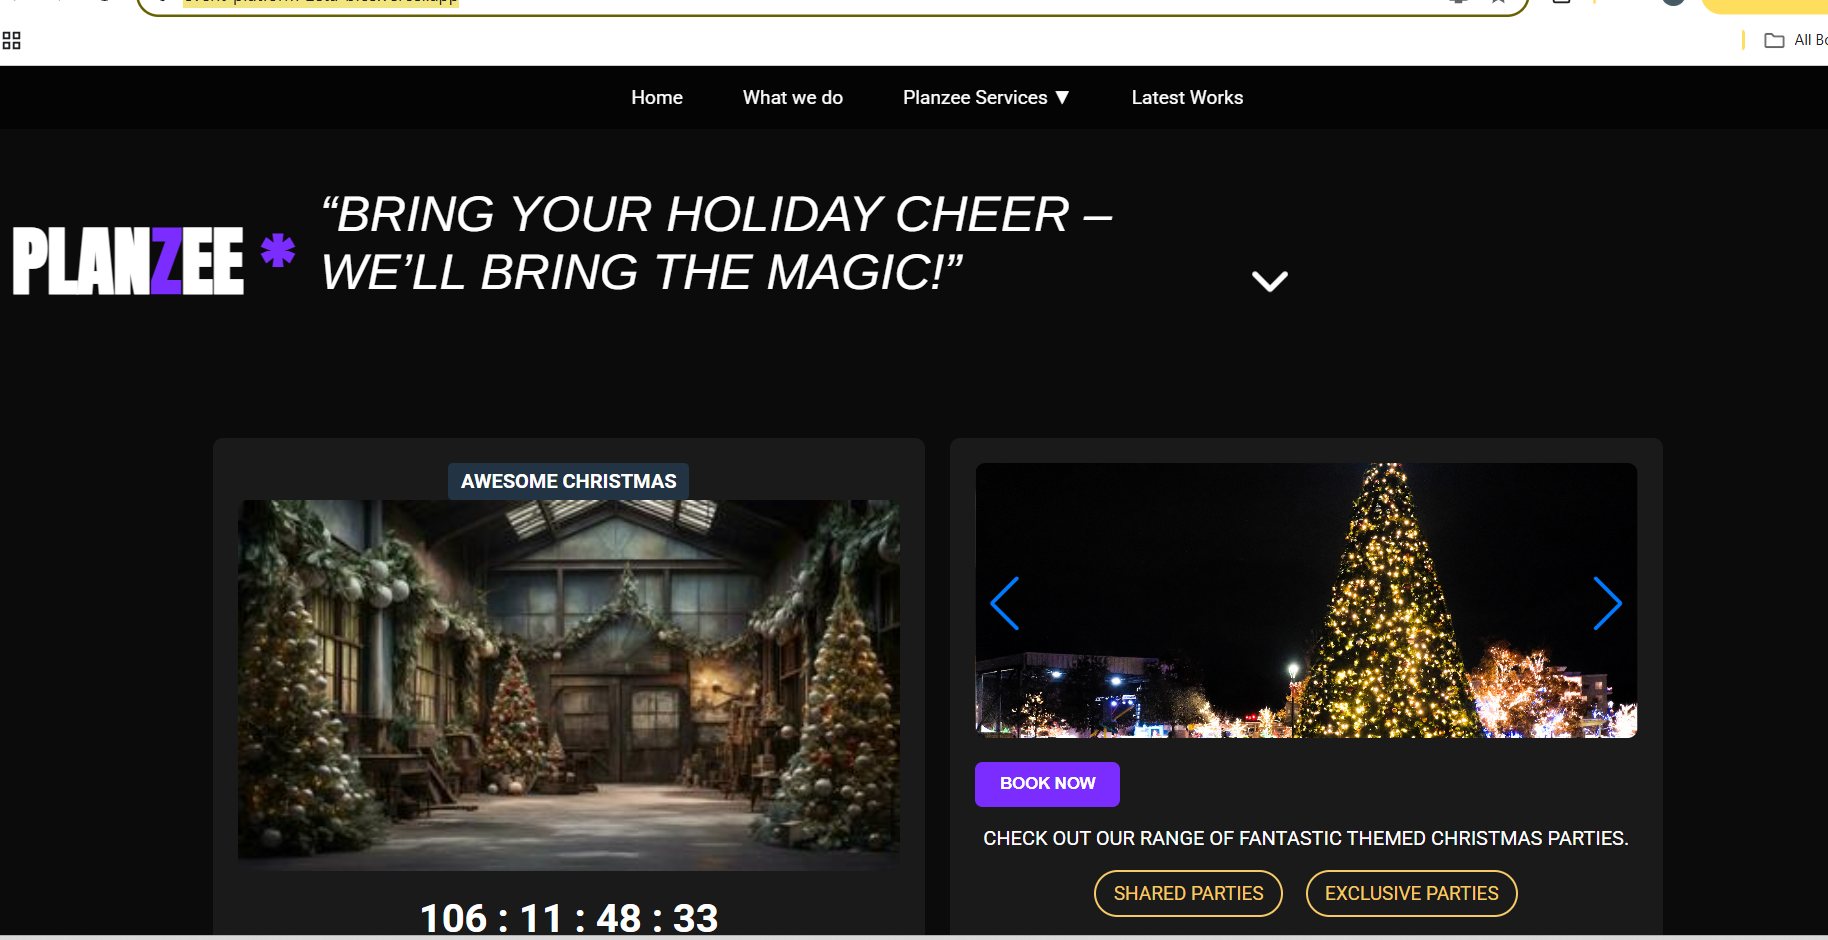 All
Home
What we do
Planzee Services ▼
Latest Works
PLANZEE *
“BRING YOUR HOLIDAY CHEER –
WE’LL BRING THE MAGIC!”
AWESOME CHRISTMAS
106 : 11 : 48 : 33
BOOK NOW
CHECK OUT OUR RANGE OF FANTASTIC THEMED CHRISTMAS PARTIES.
SHARED PARTIES
EXCLUSIVE PARTIES